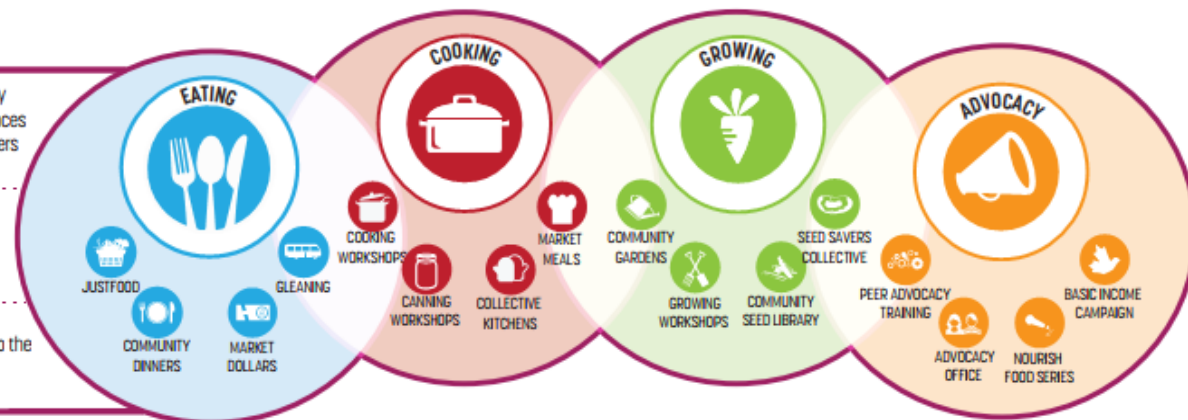 EATING
JUSTFOOD
COMMUNITY
DINNERS
MARKET
DOLLARS
GLEANING
COOKING
COOKING
WORKSHOPS
CANNING
WORKSHOPS
COLLECTIVE
KITCHENS
MARKET
MEALS
GROWING
COMMUNITY
GARDENS
GROWING
WORKSHOPS
COMMUNITY
SEED LIBRARY
SEED SAVERS
COLLECTIVE
ADVOCACY
PEER ADVOCACY
TRAINING
ADVOCACY
OFFICE
NOURISH
FOOD SERIES
BASIC INCOME
CAMPAIGN
the